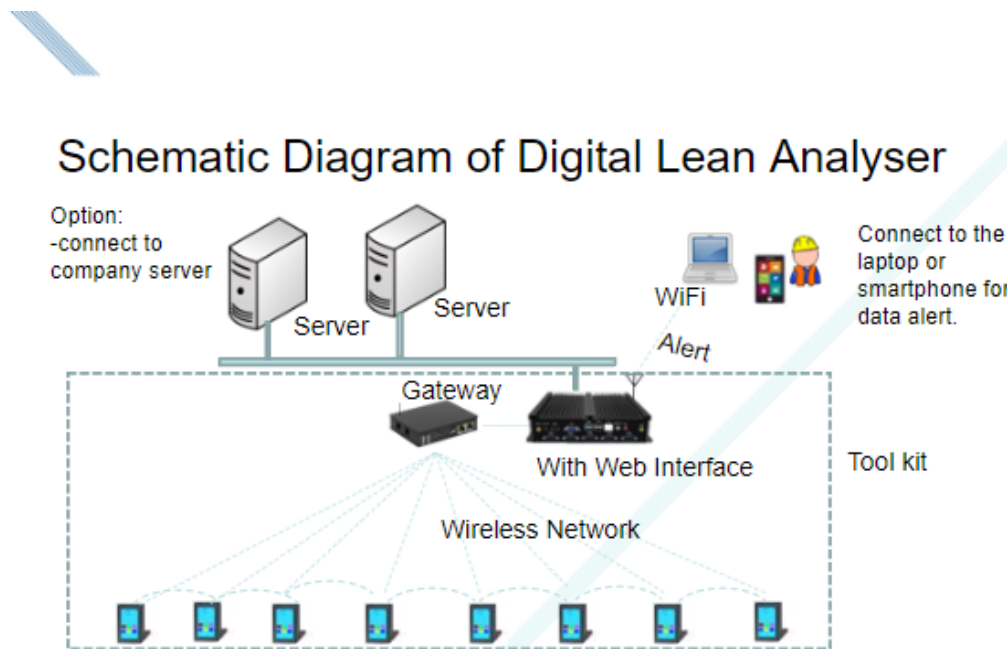 Schematic Diagram of Digital Lean Analyser
Option:
-connect to
company server
Server
Server
WiFi
Alert
Connect to the
laptop or
smartphone for
data alert.
Gateway
With Web Interface
Tool kit
Wireless Network